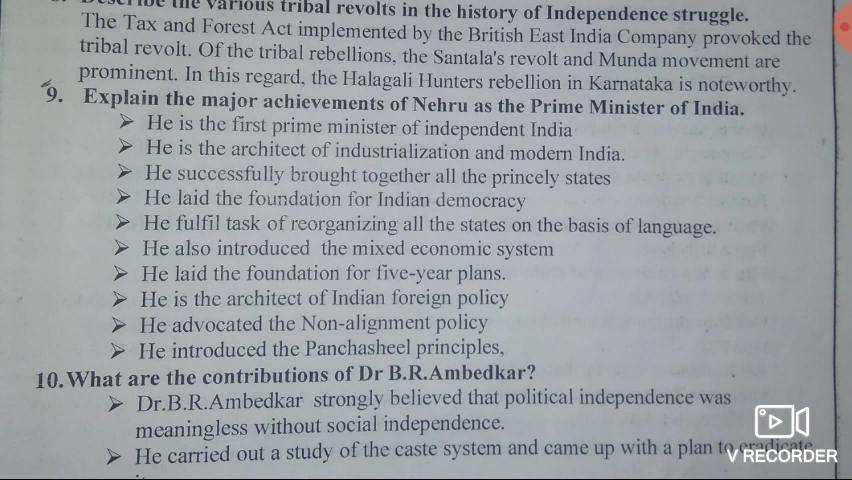 Describe the various tribal revolts in the history of Independence struggle.
The Tax and Forest Act implemented by the British East India Company provoked the
tribal revolt. Of the tribal rebellions, the Santala's revolt and Munda movement are
prominent. In this regard, the Halagali Hunters rebellion in Karnataka is noteworthy.
9. Explain the major achievements of Nehru as the Prime Minister of India.
➢ He is the first prime minister of independent India
➢ He is the architect of industrialization and modern India.
➢ He successfully brought together all the princely states
➢ He laid the foundation for Indian democracy
➢ He fulfil task of reorganizing all the states on the basis of language.
➢ He also introduced the mixed economic system
➢ He laid the foundation for five-year plans.
➢ He is the architect of Indian foreign policy
➢ He advocated the Non-alignment policy
➢ He introduced the Panchasheel principles,
10. What are the contributions of Dr B.R.Ambedkar?
➢ Dr.B.R.Ambedkar strongly believed that political independence was
meaningless without social independence.
➢ He carried out a study of the caste system and came up with a plan to eradicate
V RECORDER